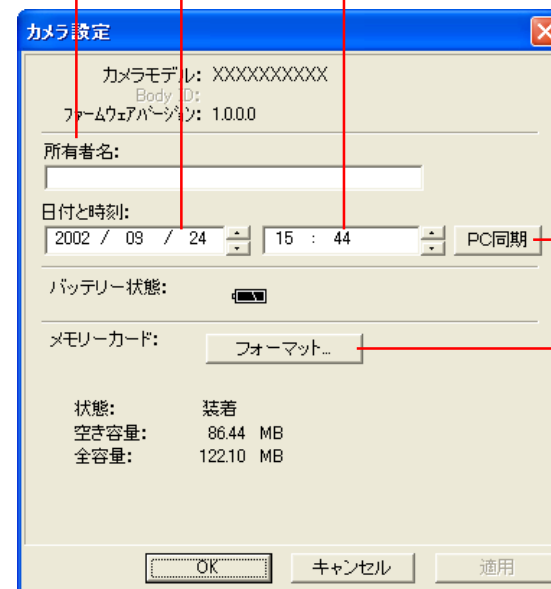 カメラ設定
カメラモデル: XXXXXXXXXX
Body ID:
ファームウェアバージョン: 1.0.0.0
所有者名:
日付と時刻:
2002 / 09 / 24 15 : 44 PC同期
バッテリー状態:
メモリーカード: フォーマット...
状態: 装着
空き容量: 86.44 MB
全容量: 122.10 MB
OK キャンセル 適用